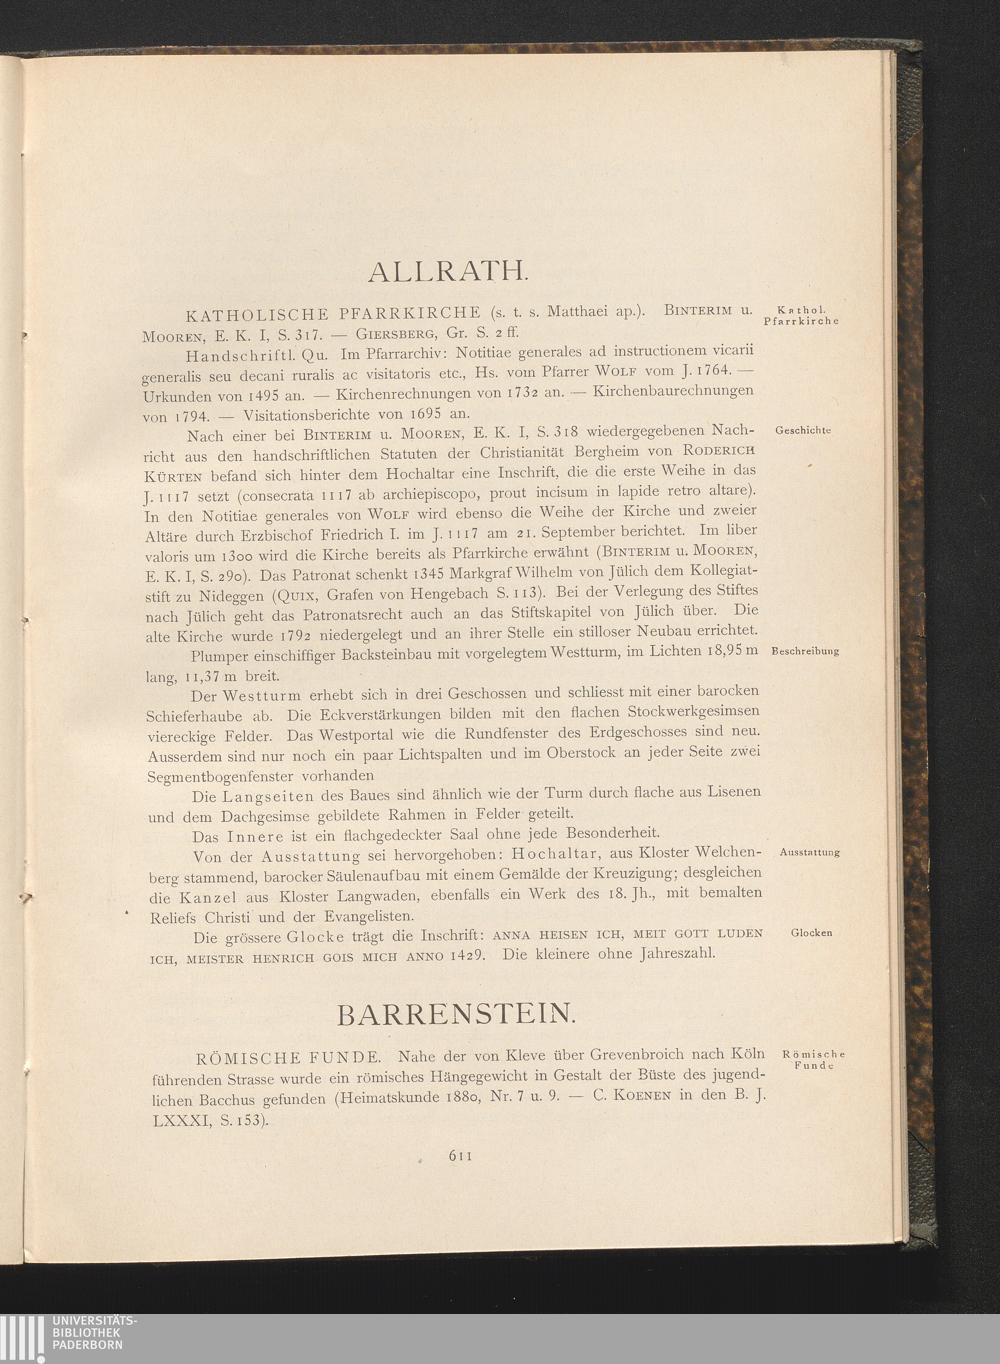 ALLRATH.
KATHOLISCHE PFARRKIRCHE (s. t. s. Matthaei ap.). BINTERIM u.
Kathol.
Pfarrkirche
MOOREN, E. K. I, S. 317. — GIERSBERG, Gr. S. 2 ff.
Handschriftl. Qu. Im Pfarrarchiv: Notitiae generales ad instructionem vicarii
generalis seu decani ruralis ac visitatoris etc., Hs. vom Pfarrer WOLF vom J. 1764. —
Urkunden von 1495 an. — Kirchenrechnungen von 1732 an. — Kirchenbaurechnungen
von 1794. — Visitationsberichte von 1695 an.
Nach einer bei BINTERIM u. MOOREN, E. K. I, S. 318 wiedergegebenen Nach-
Geschichte
richt aus den handschriftlichen Statuten der Christianität Bergheim von RODERICH
KÜRTEN befand sich hinter dem Hochaltar eine Inschrift, die die erste Weihe in das
J. 1117 setzt (consecrata 1117 ab archiepiscopo, prout incisum in lapide retro altare).
In den Notitiae generales von WOLF wird ebenso die Weihe der Kirche und zweier
Altäre durch Erzbischof Friedrich I. im J. 1117 am 21. September berichtet. Im liber
valoris um 1300 wird die Kirche bereits als Pfarrkirche erwähnt (BINTERIM u. MOOREN,
E. K. I, S. 290). Das Patronat schenkt 1345 Markgraf Wilhelm von Jülich dem Kollegiat-
stift zu Nideggen (QUIX, Grafen von Hengebach S. 113). Bei der Verlegung des Stiftes
nach Jülich geht das Patronatsrecht auch an das Stiftskapitel von Jülich über. Die
alte Kirche wurde 1792 niedergelegt und an ihrer Stelle ein stilloser Neubau errichtet.
Plumper einschiffiger Backsteinbau mit vorgelegtem Westturm, im Lichten 18,95 m
Beschreibung
lang, 11,37 m breit.
Der Westturm erhebt sich in drei Geschossen und schliesst mit einer barocken
Schieferhaube ab. Die Eckverstärkungen bilden mit den flachen Stockwerkgesimsen
viereckige Felder. Das Westportal wie die Rundfenster des Erdgeschosses sind neu.
Ausserdem sind nur noch ein paar Lichtspalten und im Oberstock an jeder Seite zwei
Segmentbogenfenster vorhanden
Die Langseiten des Baues sind ähnlich wie der Turm durch flache aus Lisenen
und dem Dachgesimse gebildete Rahmen in Felder geteilt.
Das Innere ist ein flachgedeckter Saal ohne jede Besonderheit.
Von der Ausstattung sei hervorgehoben: Hochaltar, aus Kloster Welchen-
Ausstattung
berg stammend, barocker Säulenaufbau mit einem Gemälde der Kreuzigung; desgleichen
die Kanzel aus Kloster Langwaden, ebenfalls ein Werk des 18. Jh., mit bemalten
Reliefs Christi und der Evangelisten.
Die grössere Glocke trägt die Inschrift: ANNA HEISEN ICH, MEIT GOTT LUDEN
Glocken
ICH, MEISTER HENRICH GOIS MICH ANNO 1429. Die kleinere ohne Jahreszahl.
BARRENSTEIN.
RÖMISCHE FUNDE. Nahe der von Kleve über Grevenbroich nach Köln
Römische
Funde
führenden Strasse wurde ein römisches Hängegewicht in Gestalt der Büste des jugend-
lichen Bacchus gefunden (Heimatskunde 1880, Nr. 7 u. 9. — C. KOENEN in den B. J.
LXXXI, S. 153).
611
UNIVERSITÄTS-
BIBLIOTHEK
PADERBORN